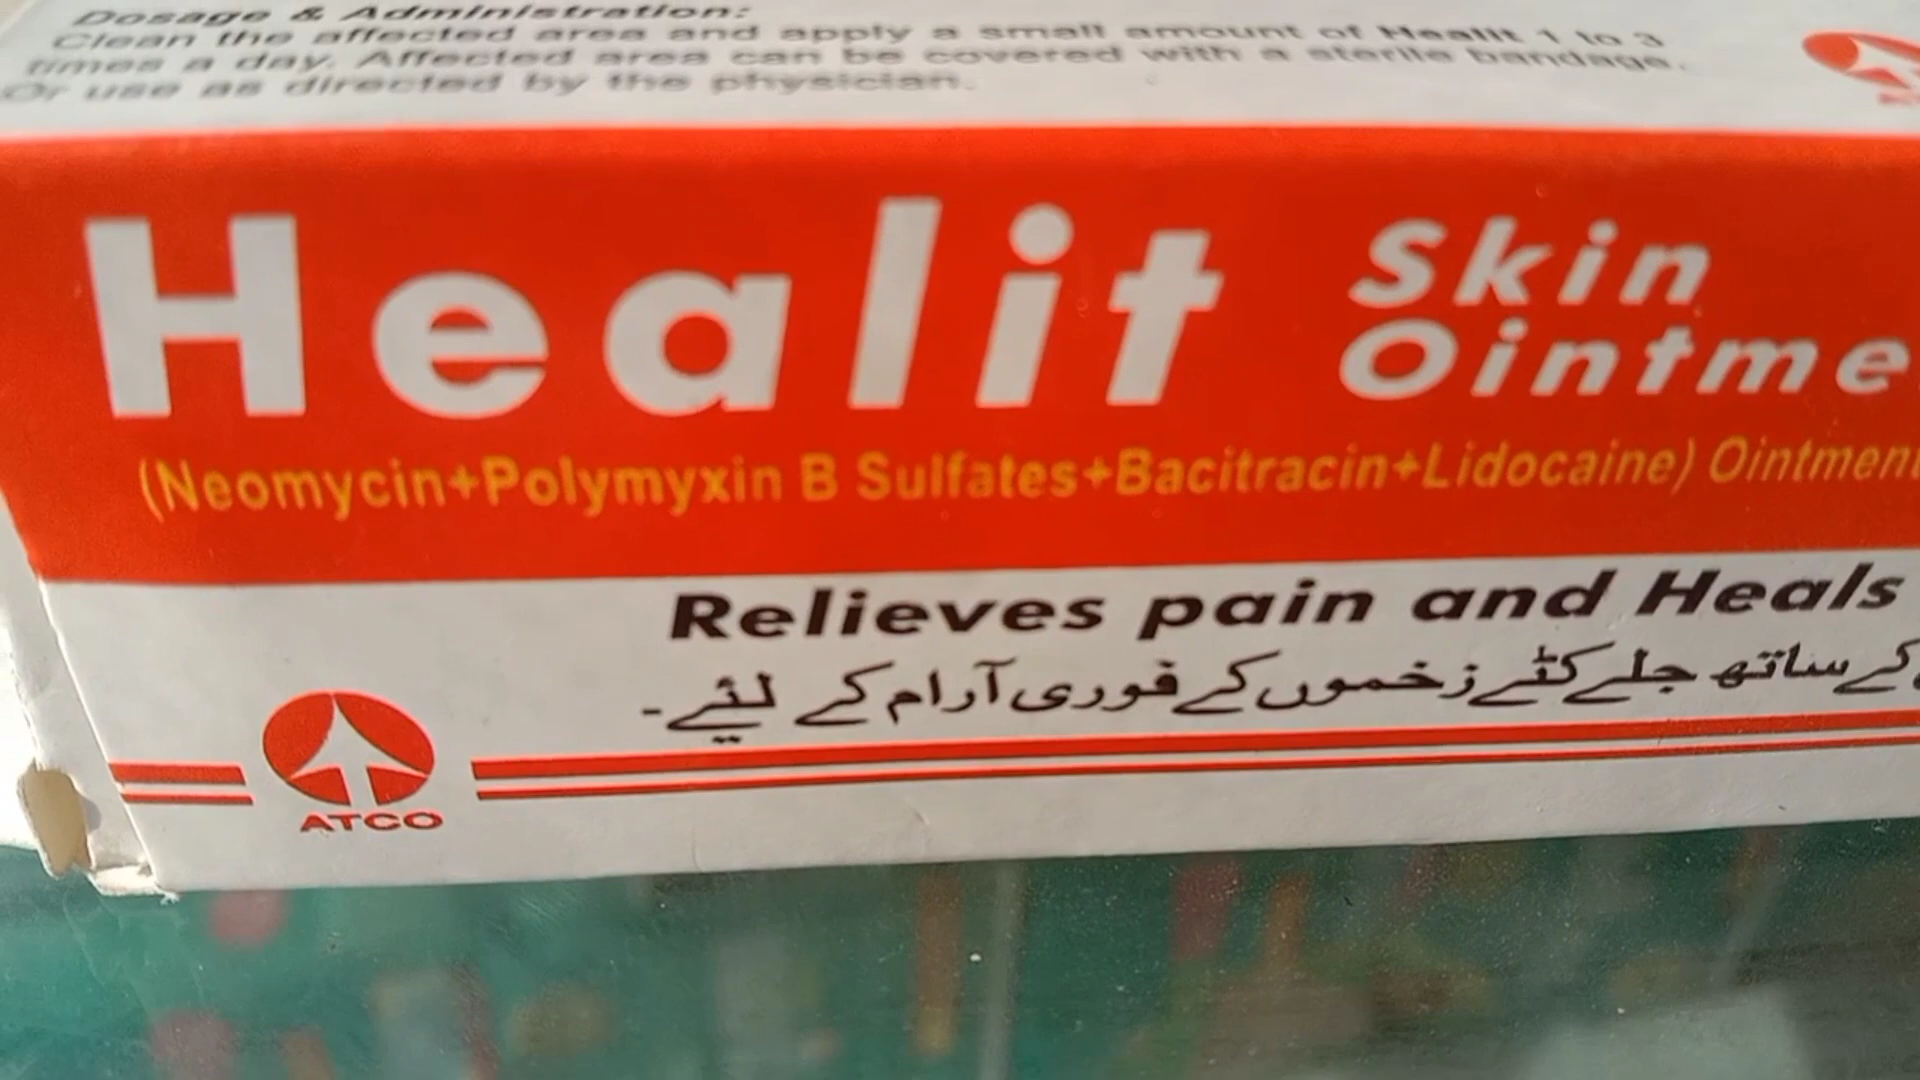 Dosage & Administration:
Clean the affected area and apply a small amount of Healit 1 to 3
times a day. Affected area can be covered with a sterile bandage.
Or use as directed by the physician.
Healit Skin
Ointme
(Neomycin+Polymyxin B Sulfates+Bacitracin+Lidocaine) Ointment
Relieves pain and Heals
کے ساتھ جلے کٹے زخموں کے فوری آرام کے لئیے۔
ATCO